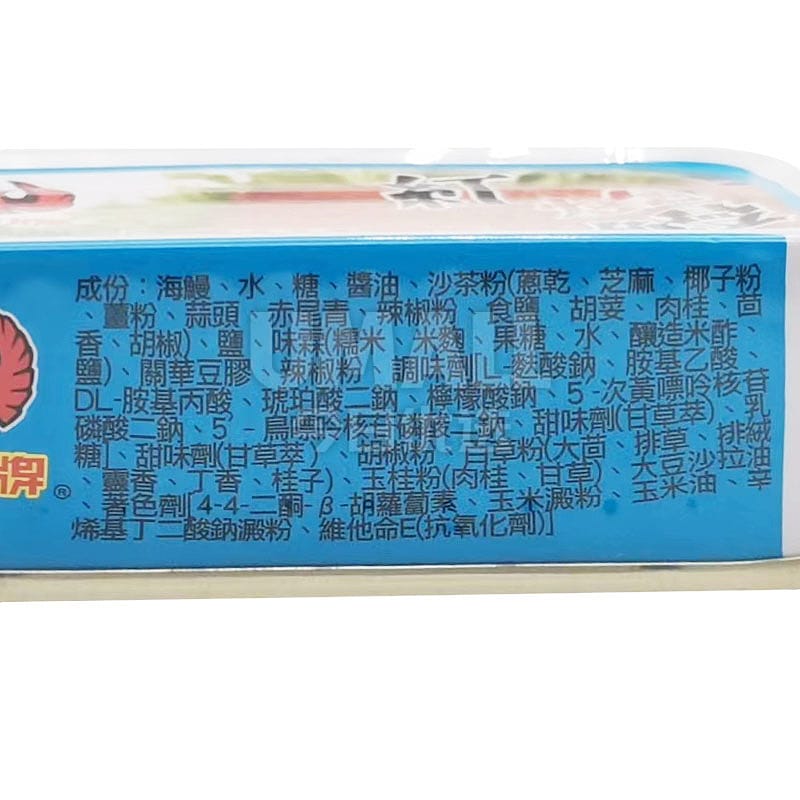 紅
成份：海鰻、水、糖、醬油、沙茶粉(蔥乾、芝麻、椰子粉
、薑粉、蒜頭、赤尾青、辣椒粉、食鹽、胡荽、肉桂、茴
香、胡椒)、鹽、味霖(糯米、米麴、果糖、水、釀造米酢、
鹽)、關華豆膠、辣椒粉、調味劑[L-麩酸鈉、胺基乙酸、
DL-胺基丙酸、琥珀酸二鈉、檸檬酸鈉、5-次黃嘌呤核苷
磷酸二鈉、5-鳥嘌呤核苷磷酸二鈉、甜味劑(甘草萃)、乳
糖]、甜味劑(甘草萃)、胡椒粉、百草粉(大茴、排草、排絨
、靈香、丁香、桂子)、玉桂粉(肉桂、甘草)、大豆沙拉油
、著色劑[4-4-二酮-β-胡蘿蔔素、玉米澱粉、玉米油、辛
烯基丁二酸鈉澱粉、維他命E(抗氧化劑)]
牌®
UMALL